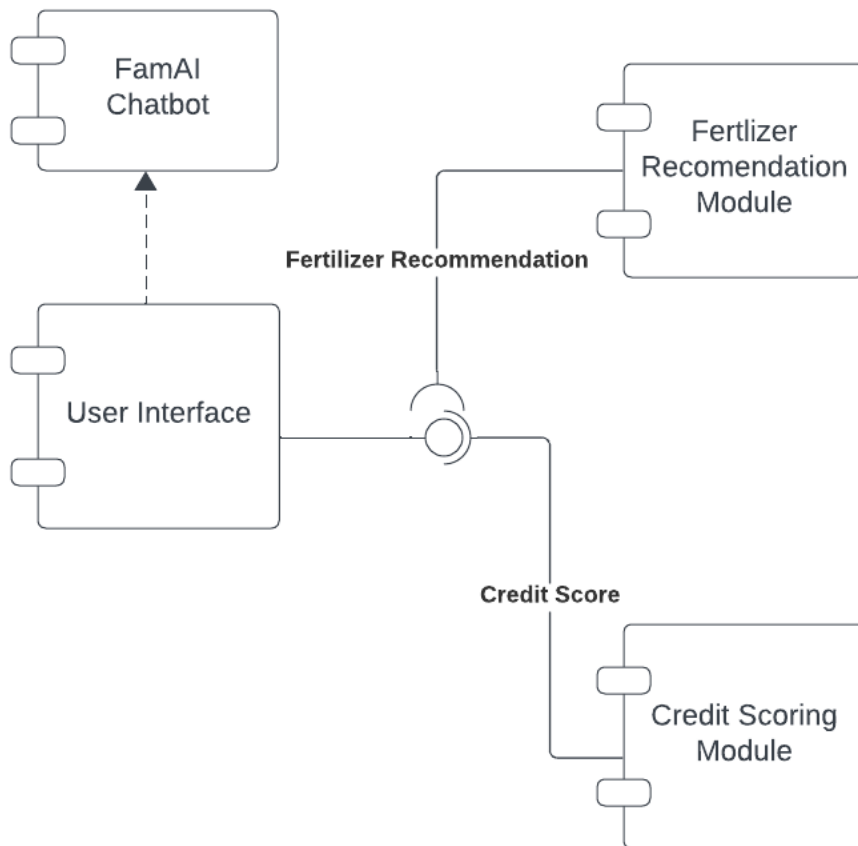 FamAI
Chatbot
Fertlizer
Recomendation
Module
Fertilizer Recommendation
User Interface
Credit Score
Credit Scoring
Module